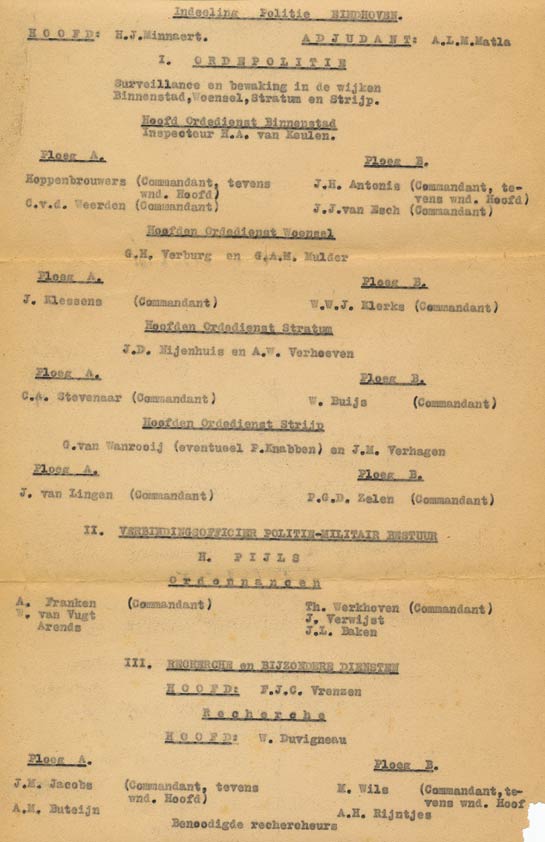 Indeeling Politie EINDHOVEN.
HOOFD: H.J.Minnaert. ADJUDANT: A.L.M.Matla
I. ORDEPOLITIE
Surveillance en bewaking in de wijken
Binnenstad,Woensel,Stratum en Strijp.
Hoofd Ordedienst Binnenstad
Inspecteur H.A. van Keulen.
Ploeg A. Ploeg B.
Koppenbrouwers (Commandant, tevens wnd. Hoofd) J.H. Antonis (Commandant, te-vens wnd. Hoofd)
C.v.d. Weerden (Commandant) J.J.van Esch (Commandant)
Hoofden Ordedienst Woensel
G.H. Verburg en G.A.M. Mulder
Ploeg A. Ploeg B.
J. Klessens (Commandant) W.W.J. Klerks (Commandant)
Hoofden Ordedienst Stratum
J.D. Nijenhuis en A.W. Verhoeven
Ploeg A. Ploeg B.
C.A. Stevenaar (Commandant) W. Buijs (Commandant)
Hoofden Ordedienst Strijp
G.van Wanrooij (eventueel P.Knabben) en J.M. Verhagen
Ploeg A. Ploeg B.
J. van Lingen (Commandant) P.G.D. Zelen (Commandant)
II. VERBINDINGSOFFICIER POLITIE-MILITAIR BESTUUR
H. PIJLS
Ordonnancen
A. Franken (Commandant) Th. Werkhoven (Commandant)
W. van Vugt J. Verwijst
Arends J.L. Baken
III. RECHERCHE en BIJZONDERE DIENSTEN
HOOFD: F.J.C. Vrenzen
Recherche
HOOFD: W. Duvigneau
Ploeg A. Ploeg B.
J.M. Jacobs (Commandant, tevens wnd. Hoofd) M. Wils (Commandant,te-vens wnd. Hoof
A.M. Buteijn A.H. Rijntjes
Benoodigde rechercheurs